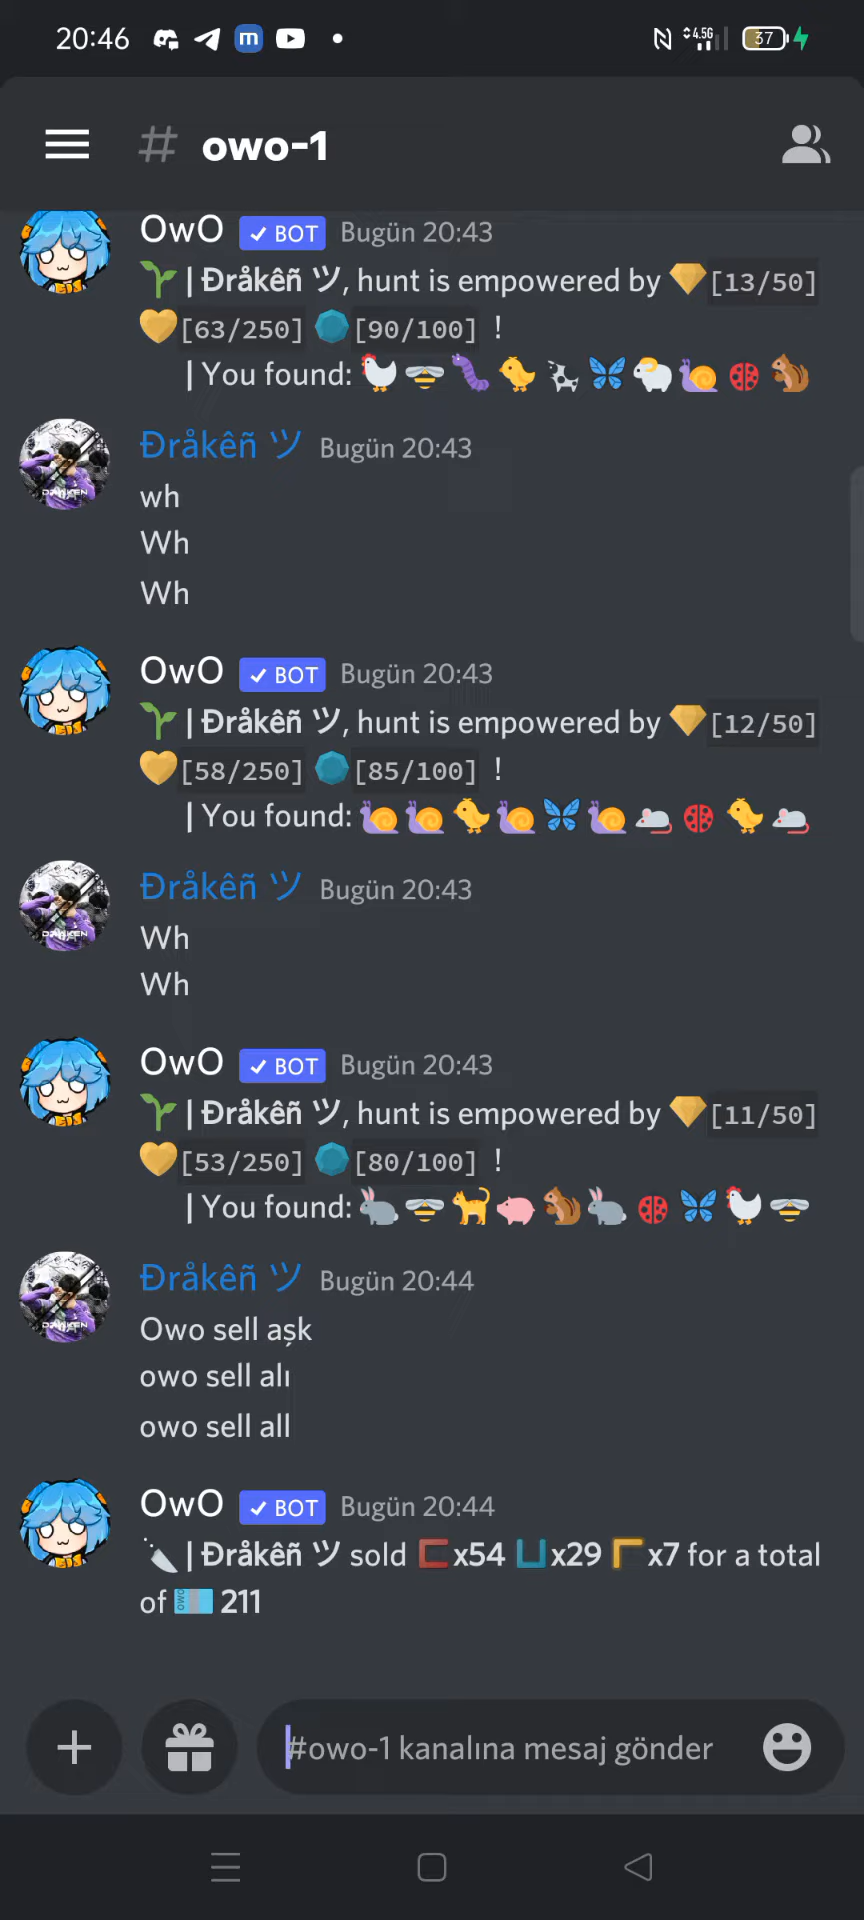 20:46 4.5G 37
# owo-1
OwO ✓ BOT Bugün 20:43
| Đråkêñ ツ, hunt is empowered by [13/50]
[63/250] [90/100] !
| You found:
Đråkêñ ツ Bugün 20:43
wh
Wh
Wh
OwO ✓ BOT Bugün 20:43
| Đråkêñ ツ, hunt is empowered by [12/50]
[58/250] [85/100] !
| You found:
Đråkêñ ツ Bugün 20:43
Wh
Wh
OwO ✓ BOT Bugün 20:43
| Đråkêñ ツ, hunt is empowered by [11/50]
[53/250] [80/100] !
| You found:
Đråkêñ ツ Bugün 20:44
Owo sell aşk
owo sell alı
owo sell all
OwO ✓ BOT Bugün 20:44
| Đråkêñ ツ sold x54 x29 x7 for a total
of 211
#owo-1 kanalına mesaj gönder